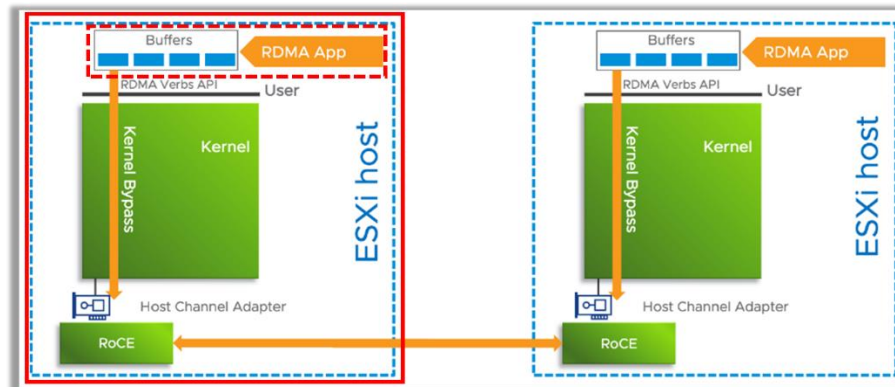 Buffers
RDMA App
RDMA Verbs API
User
Kernel
Kernel Bypass
ESXi host
Host Channel Adapter
RoCE
Buffers
RDMA App
RDMA Verbs API
User
Kernel
Kernel Bypass
ESXi host
Host Channel Adapter
RoCE